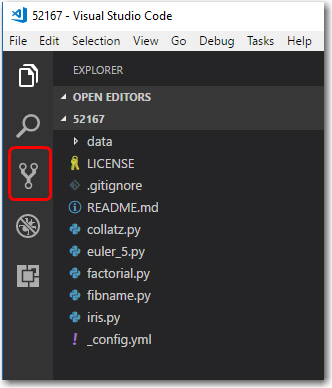 52167 - Visual Studio Code
File Edit Selection View Go Debug Tasks Help
EXPLORER
OPEN EDITORS
52167
data
LICENSE
.gitignore
README.md
collatz.py
euler_5.py
factorial.py
fibname.py
iris.py
_config.yml